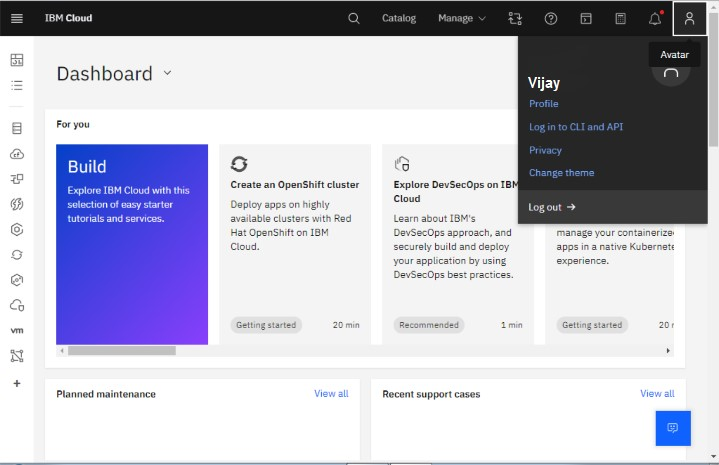 IBM Cloud
Catalog
Manage
Avatar
Vijay
Profile
Log in to CLI and API
Privacy
Change theme
Log out →
Dashboard
For you
Build
Explore IBM Cloud with this
selection of easy starter
tutorials and services.
Create an OpenShift cluster
Deploy apps on highly
available clusters with Red
Hat OpenShift on IBM
Cloud.
Getting started
20 min
Explore DevSecOps on IBM
Cloud
Learn about IBM's
DevSecOps approach, and
securely build and deploy
your application by using
DevSecOps best practices.
Recommended
1 min
manage your containerize
apps in a native Kubernete
experience.
Getting started
20
vm
Planned maintenance
View all
Recent support cases
View all